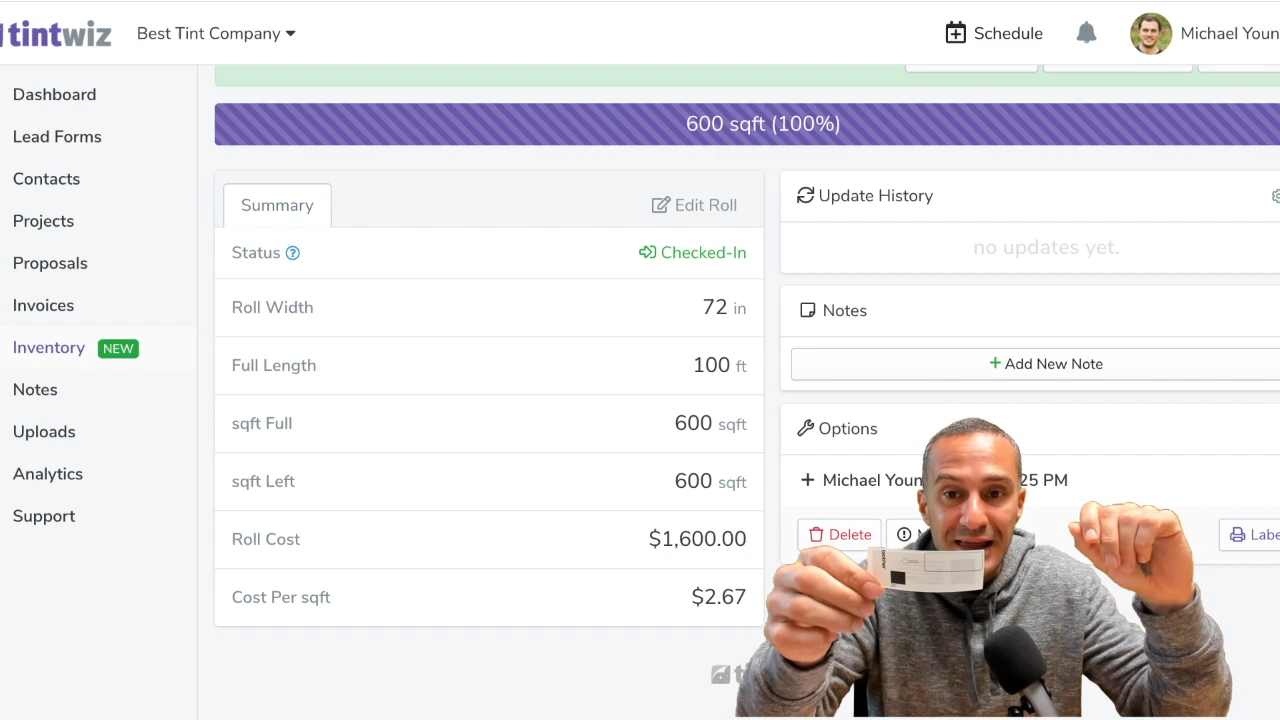 tintwiz
Best Tint Company
Schedule
Michael Youn
Dashboard
Lead Forms
Contacts
Projects
Proposals
Invoices
Inventory NEW
Notes
Uploads
Analytics
Support
600 sqft (100%)
Summary
Edit Roll
Status
Checked-In
Roll Width
72 in
Full Length
100 ft
sqft Full
600 sqft
sqft Left
600 sqft
Roll Cost
$1,600.00
Cost Per sqft
$2.67
Update History
no updates yet.
Notes
+ Add New Note
Options
+ Michael Youn
25 PM
Delete
Labe